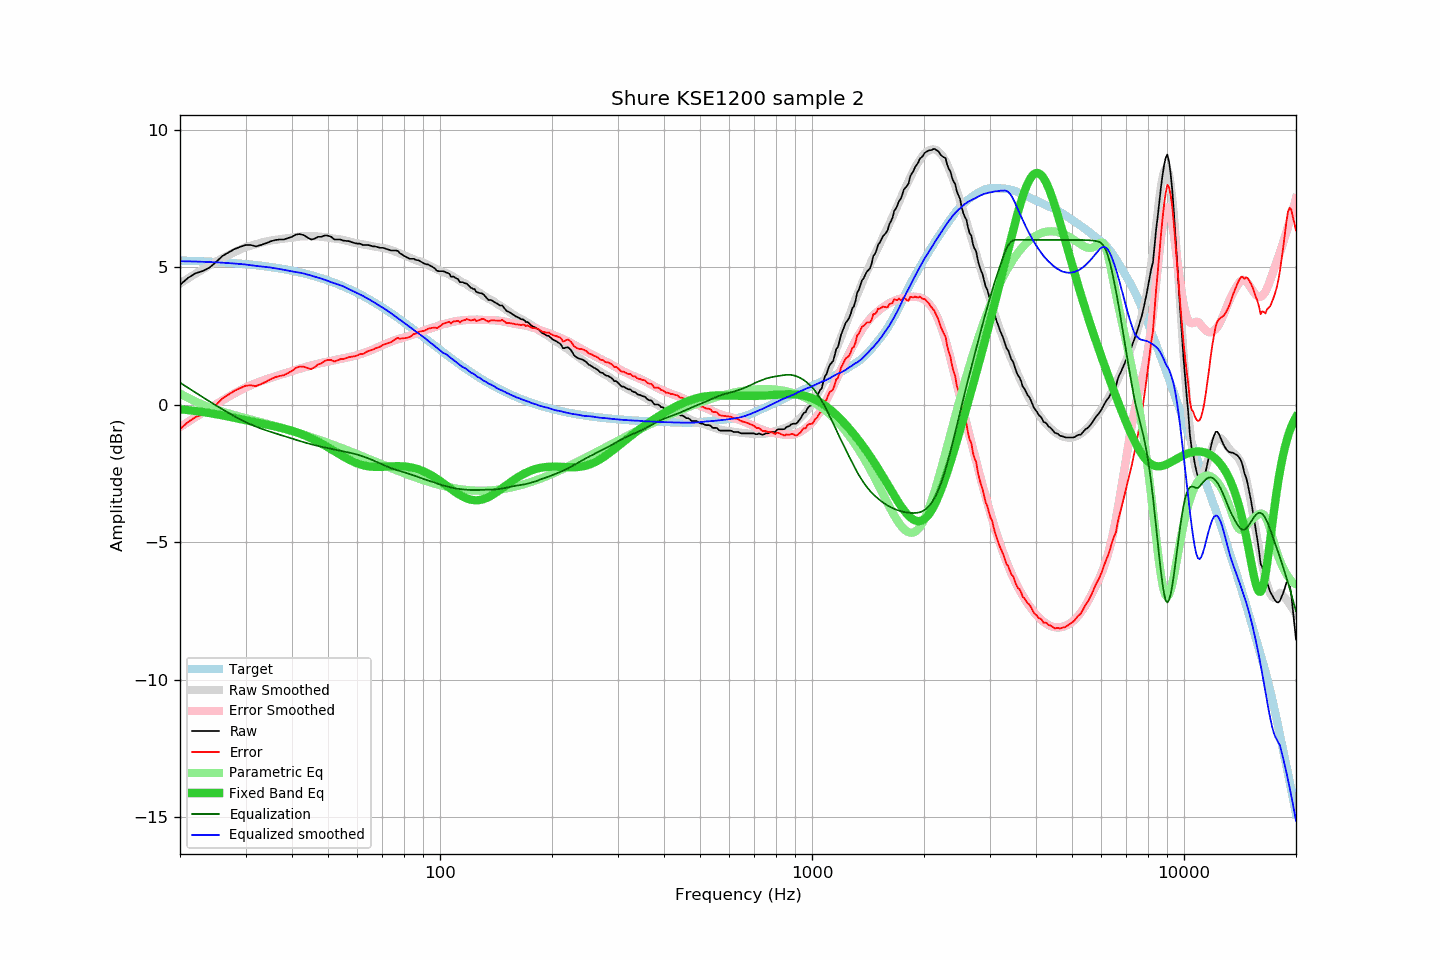 Shure KSE1200 sample 2
10
5
0
−5
−10
−15
Amplitude (dBr)
Target
Raw Smoothed
Error Smoothed
Raw
Error
Parametric Eq
Fixed Band Eq
Equalization
Equalized smoothed
100
1000
10000
Frequency (Hz)